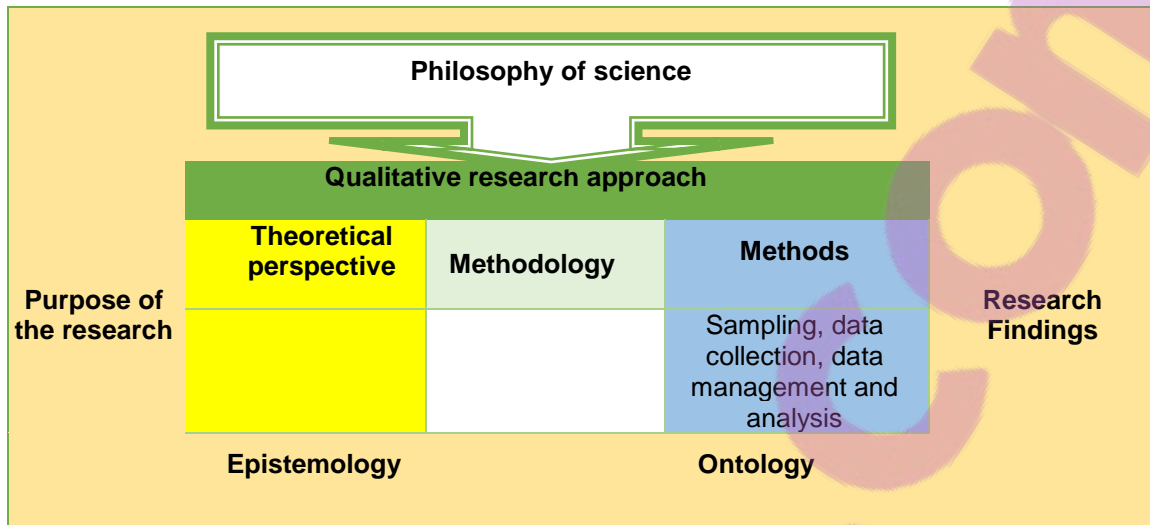 Philosophy of science
Qualitative research approach
Theoretical
perspective
Methodology
Methods
Purpose of
the research
Research
Findings
Sampling, data
collection, data
management and
analysis
Epistemology
Ontology